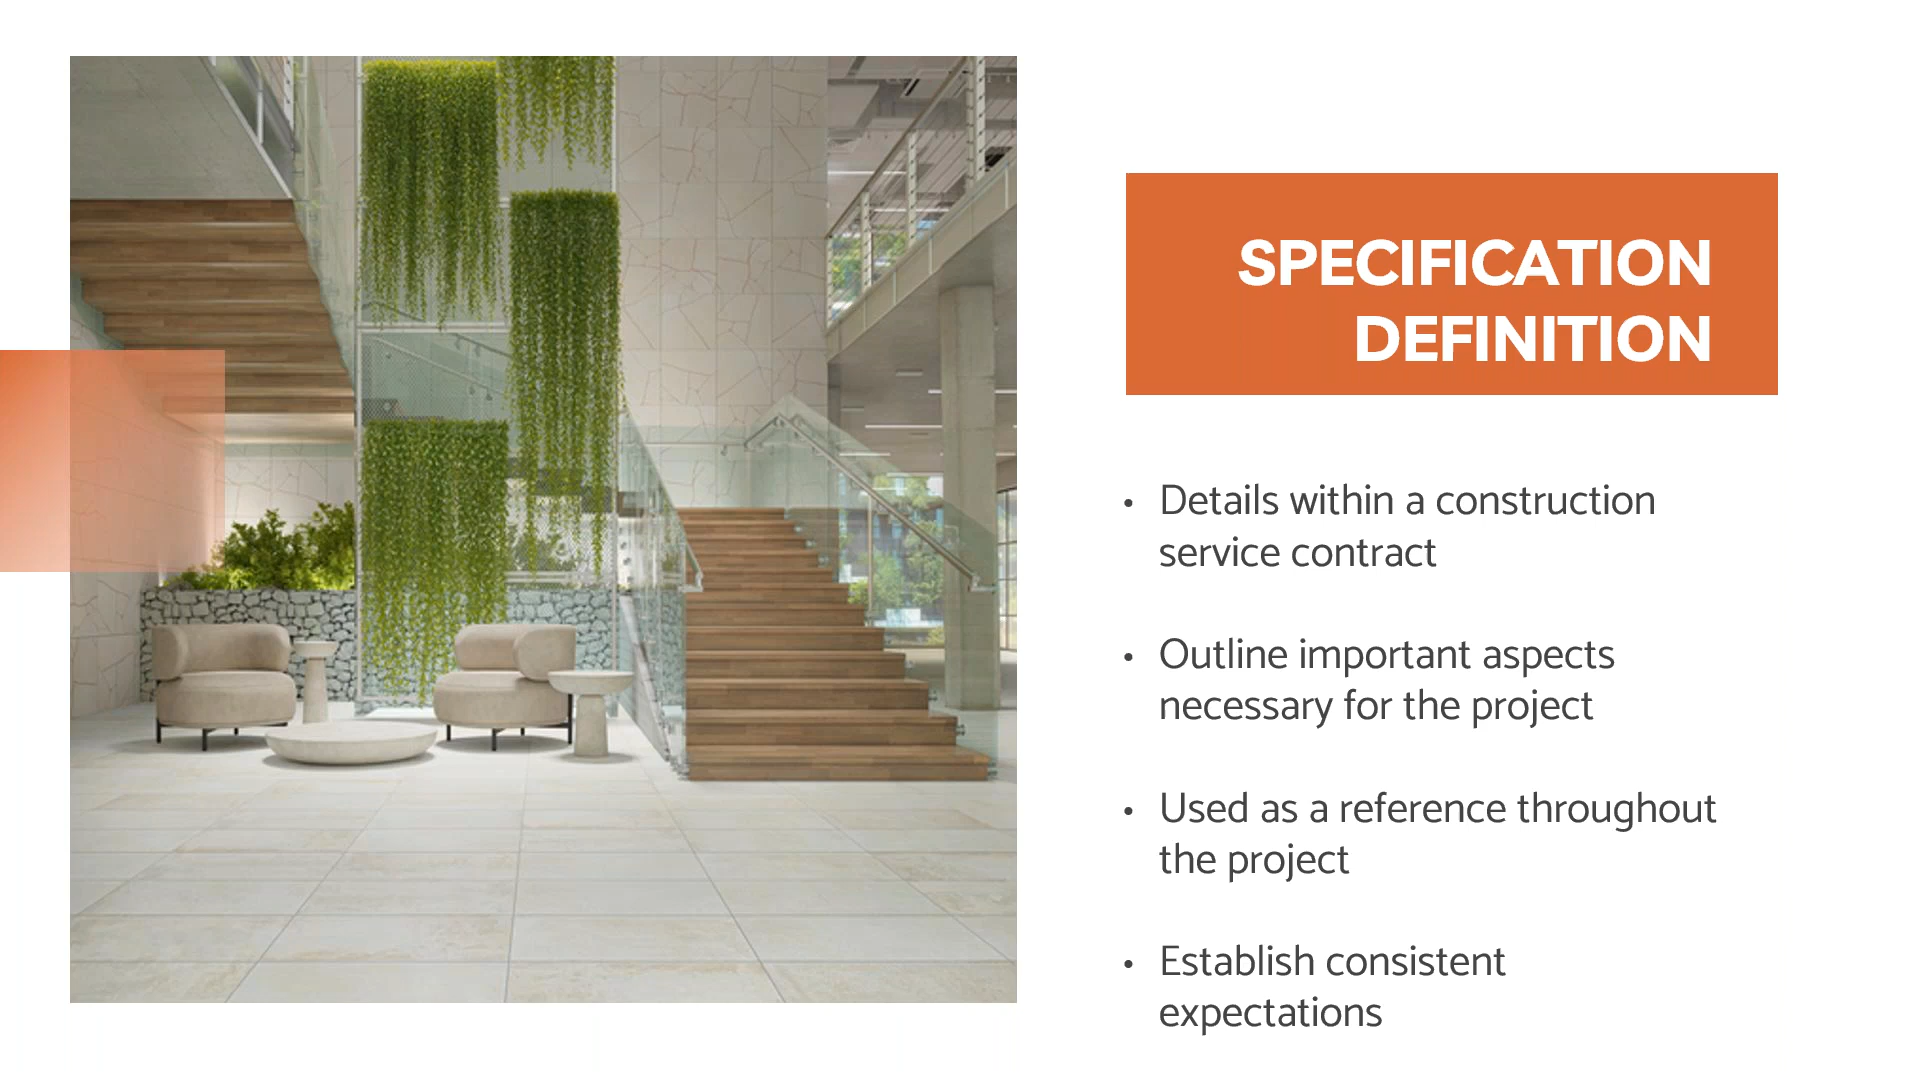 SPECIFICATION
DEFINITION
• Details within a construction
service contract
• Outline important aspects
necessary for the project
• Used as a reference throughout
the project
• Establish consistent
expectations